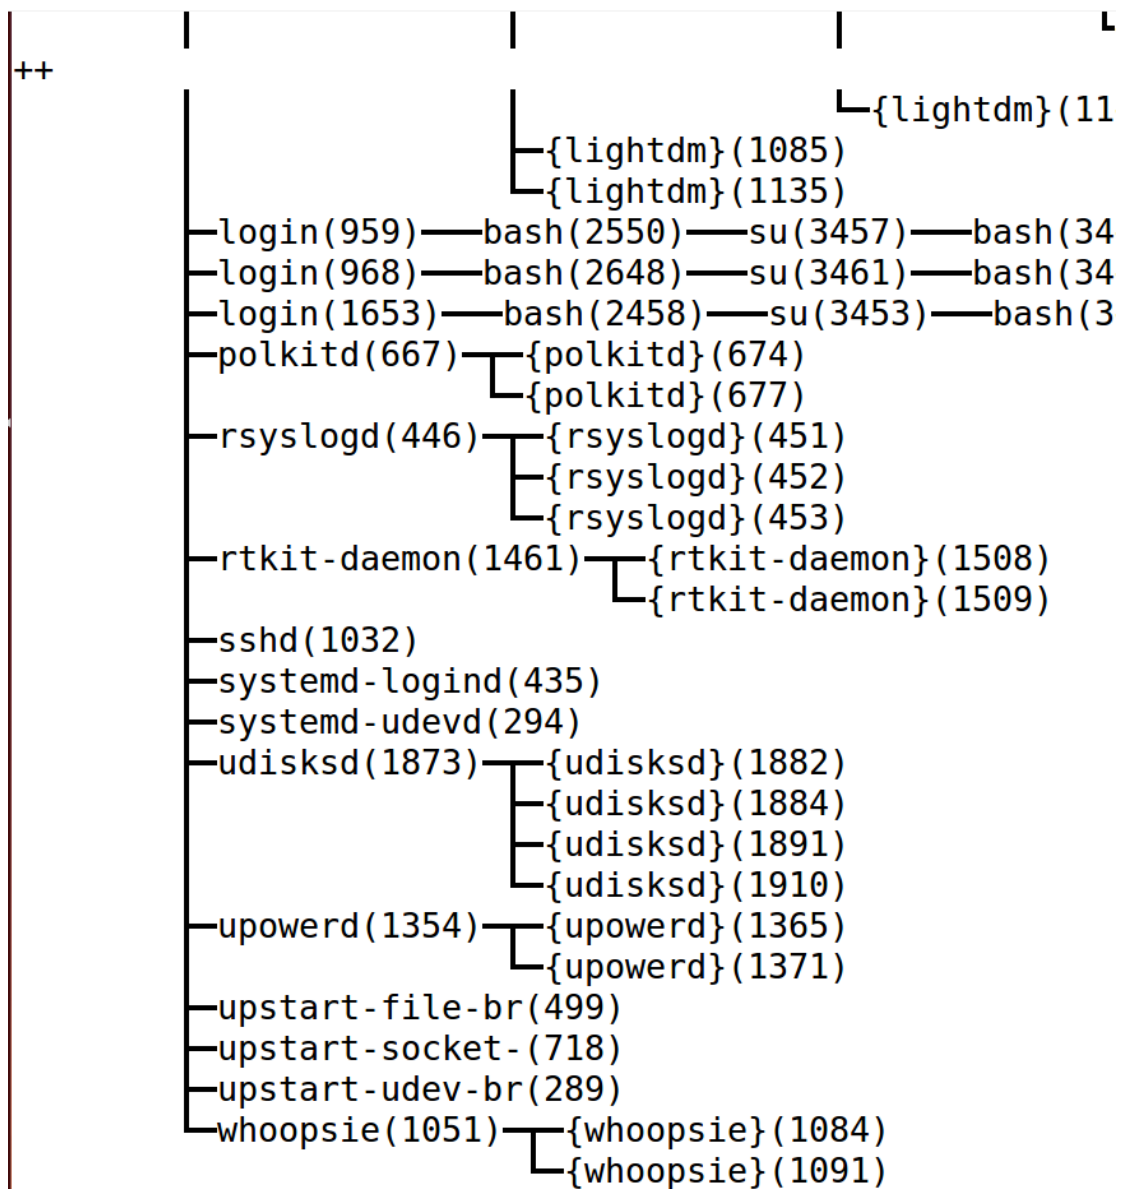 ++
{lightdm}(11
{lightdm}(1085)
{lightdm}(1135)
login(959)───bash(2550)───su(3457)───bash(34
login(968)───bash(2648)───su(3461)───bash(34
login(1653)───bash(2458)───su(3453)───bash(3
polkitd(667)─┬─{polkitd}(674)
{polkitd}(677)
rsyslogd(446)─┬─{rsyslogd}(451)
{rsyslogd}(452)
{rsyslogd}(453)
rtkit-daemon(1461)─┬─{rtkit-daemon}(1508)
{rtkit-daemon}(1509)
sshd(1032)
systemd-logind(435)
systemd-udevd(294)
udisksd(1873)─┬─{udisksd}(1882)
{udisksd}(1884)
{udisksd}(1891)
{udisksd}(1910)
upowerd(1354)─┬─{upowerd}(1365)
{upowerd}(1371)
upstart-file-br(499)
upstart-socket-(718)
upstart-udev-br(289)
whoopsie(1051)─┬─{whoopsie}(1084)
{whoopsie}(1091)